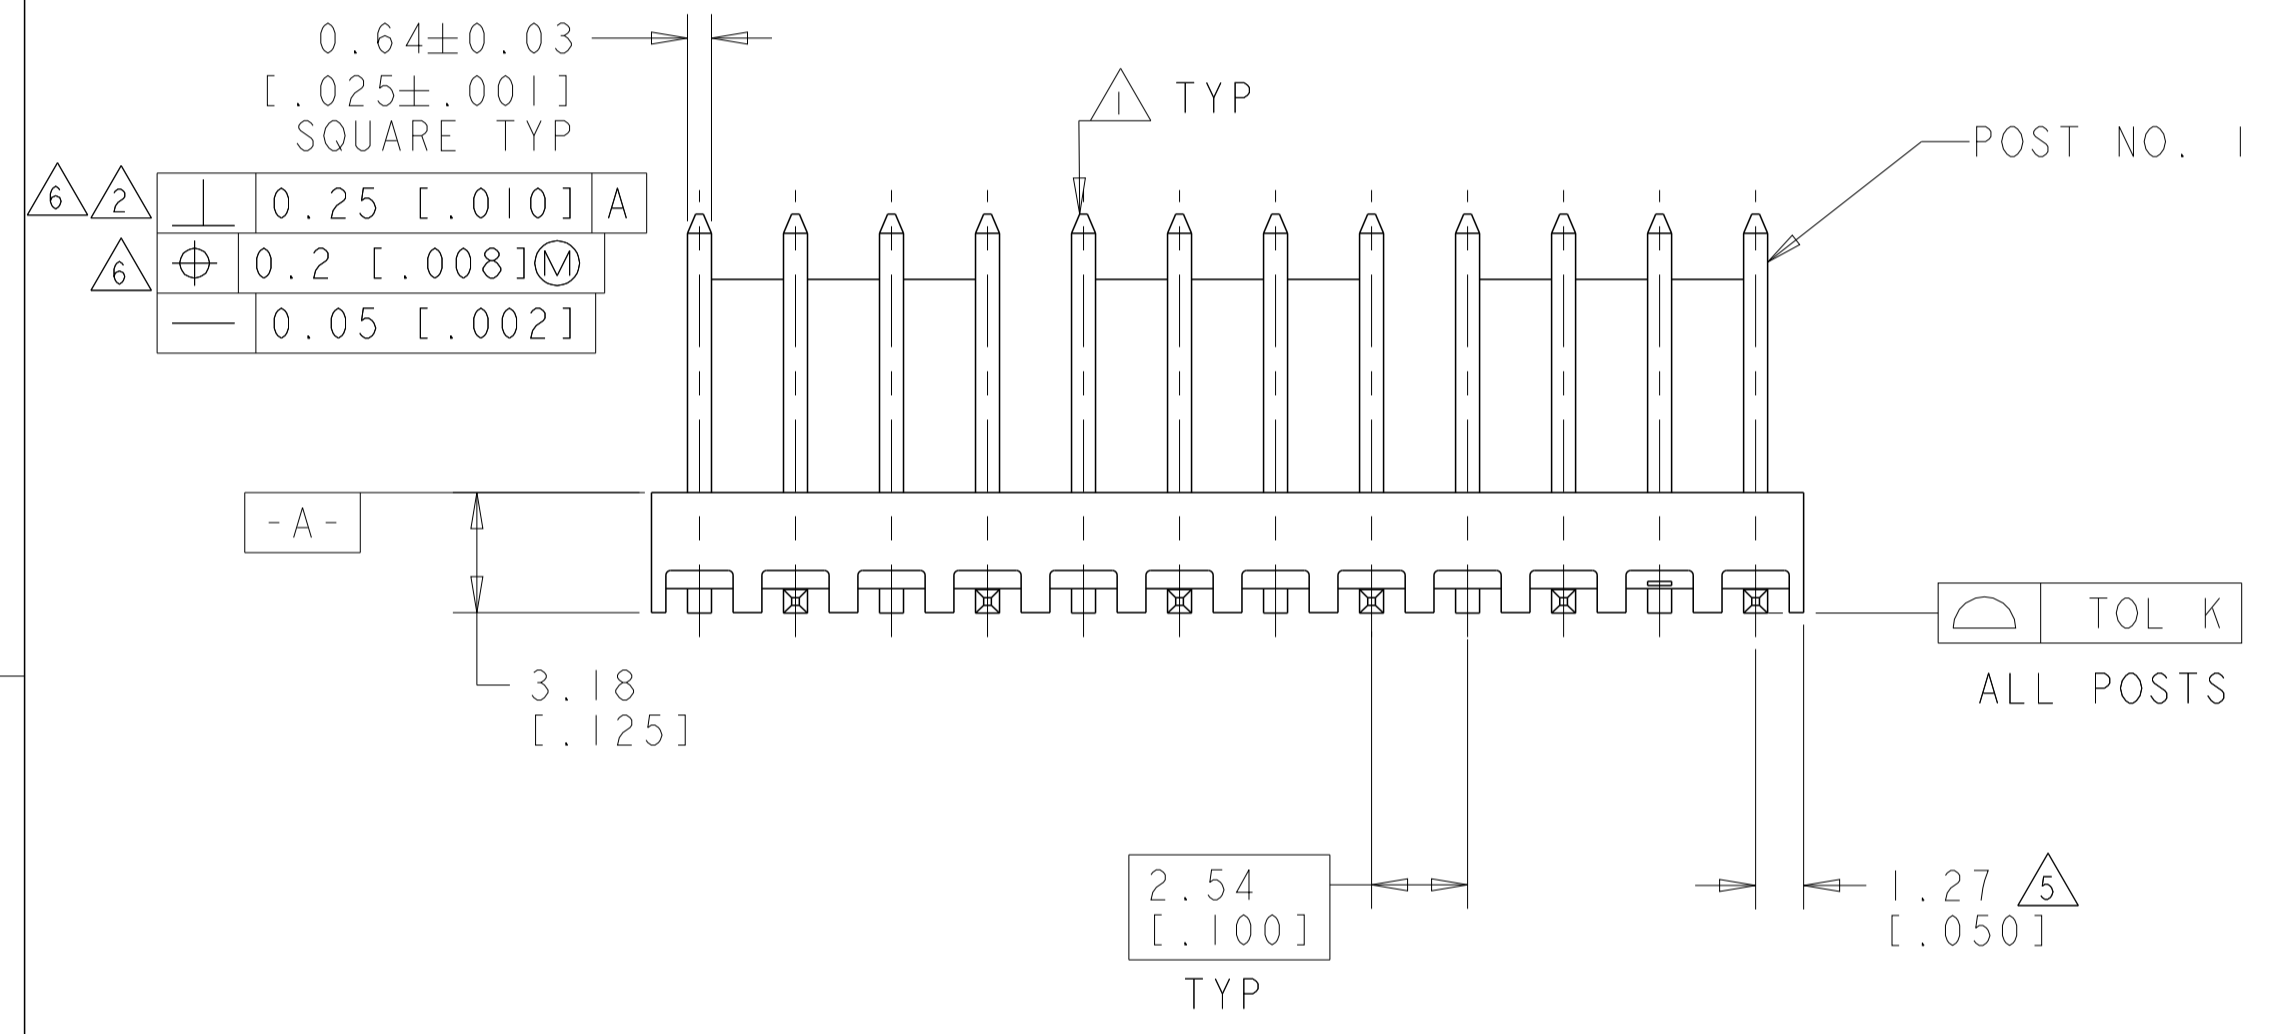 0.64±0.03
[.025±.001]
SQUARE TYP
6 2 ⊥ 0.25 [.010] A
6 ⌖ 0.2 [.008] Ⓜ
— 0.05 [.002]
1 TYP
POST NO. 1
-A-
3.18
[.125]
⌓ TOL K
ALL POSTS
2.54
[.100]
TYP
1.27 5
[.050]